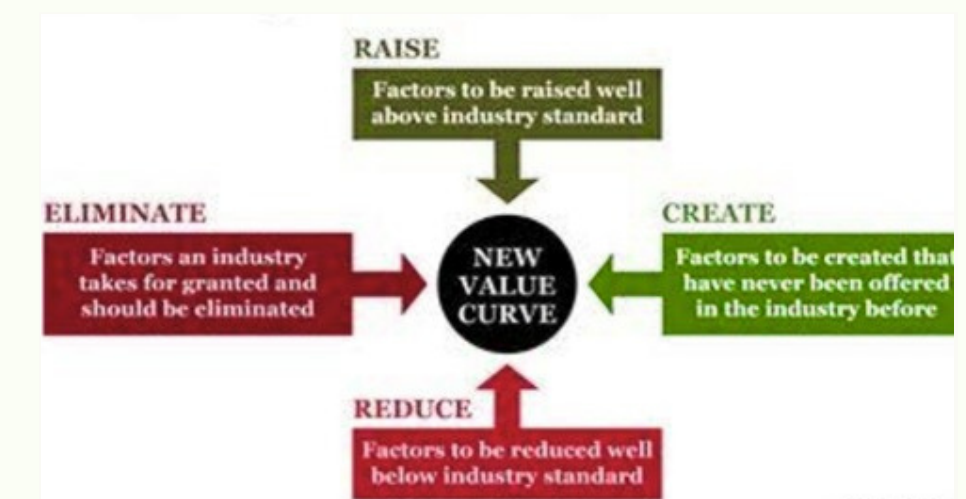 RAISE
Factors to be raised well
above industry standard
ELIMINATE
Factors an industry
takes for granted and
should be eliminated
NEW
VALUE
CURVE
CREATE
Factors to be created that
have never been offered
in the industry before
REDUCE
Factors to be reduced well
below industry standard